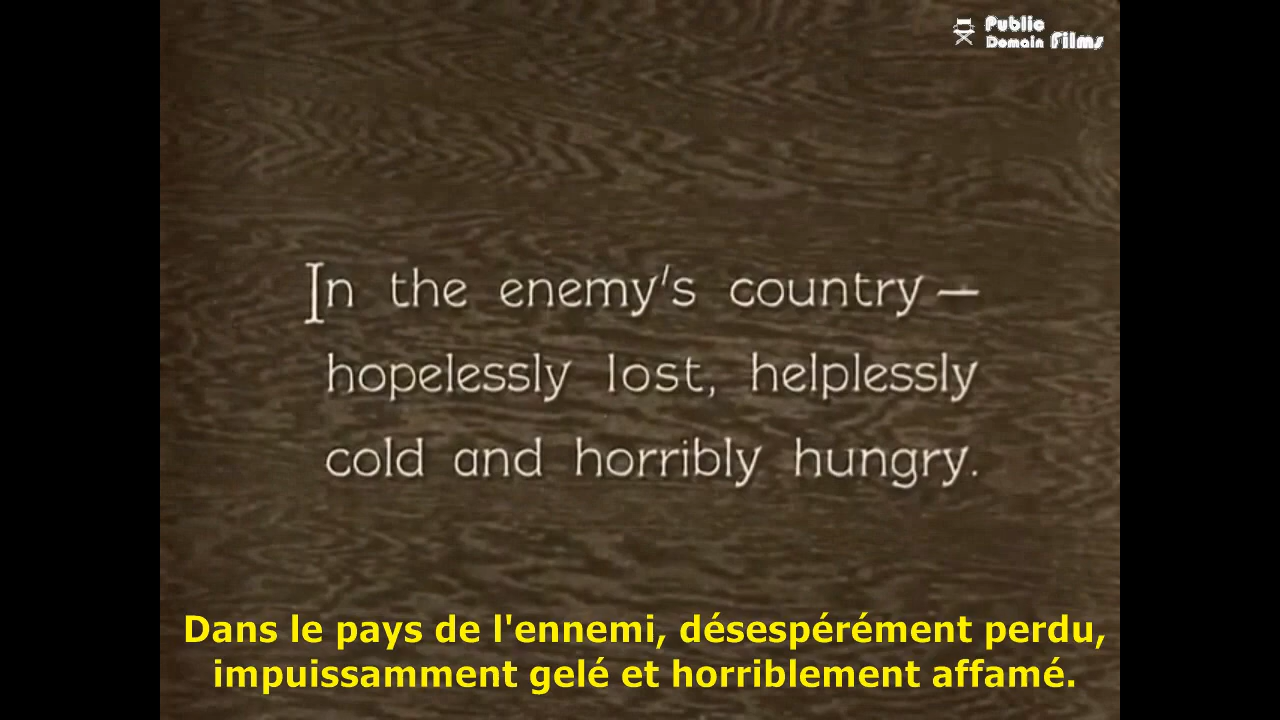 Public
Domain Films
In the enemy's country —
hopelessly lost, helplessly
cold and horribly hungry.
Dans le pays de l'ennemi, désespérément perdu,
impuissamment gelé et horriblement affamé.